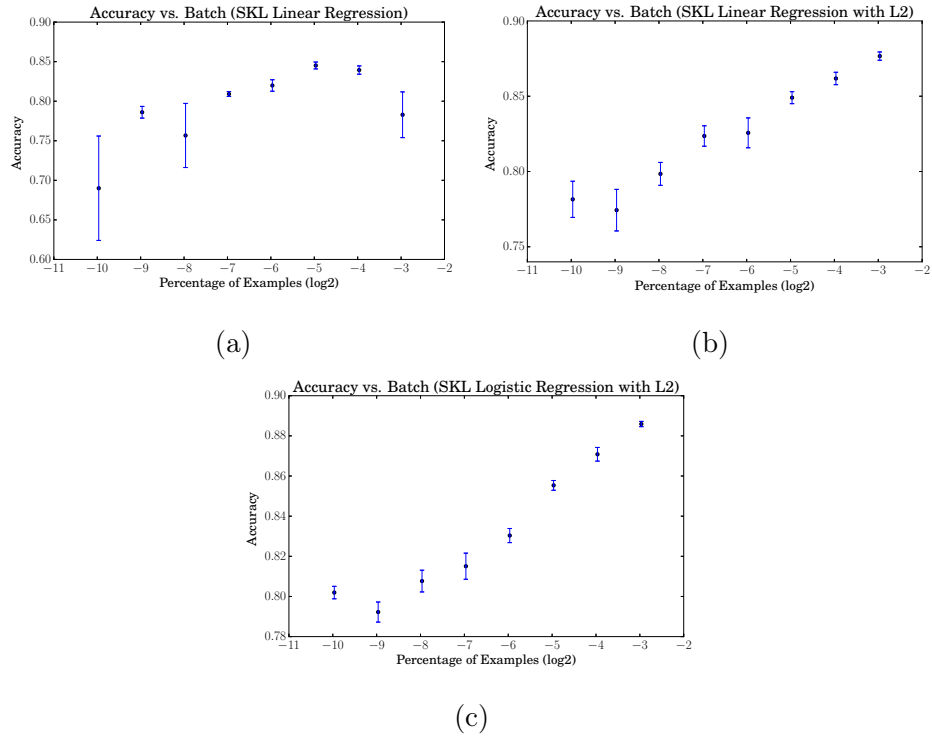 Accuracy vs. Batch (SKL Linear Regression)
0.90
0.85
0.80
0.75
0.70
0.65
0.60
Accuracy
−11 −10 −9 −8 −7 −6 −5 −4 −3 −2
Percentage of Examples (log2)
(a)
Accuracy vs. Batch (SKL Linear Regression with L2)
0.90
0.85
0.80
0.75
Accuracy
−11 −10 −9 −8 −7 −6 −5 −4 −3 −2
Percentage of Examples (log2)
(b)
Accuracy vs. Batch (SKL Logistic Regression with L2)
0.90
0.88
0.86
0.84
0.82
0.80
0.78
Accuracy
−11 −10 −9 −8 −7 −6 −5 −4 −3 −2
Percentage of Examples (log2)
(c)